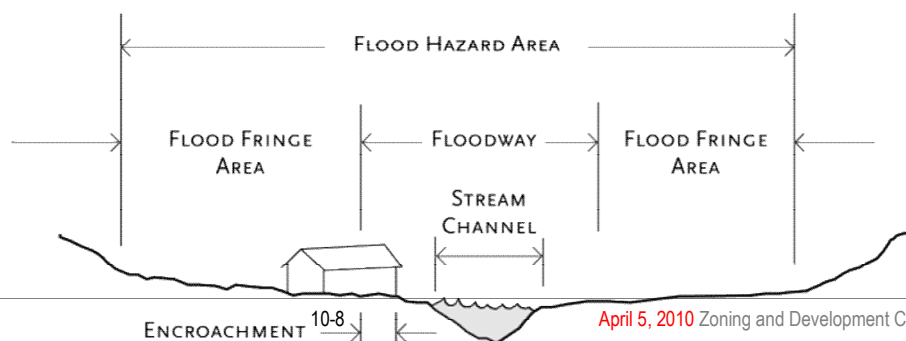 FLOOD HAZARD AREA
FLOOD FRINGE
AREA
FLOODWAY
FLOOD FRINGE
AREA
STREAM
CHANNEL
ENCROACHMENT
10-8
April 5, 2010 Zoning and Development C